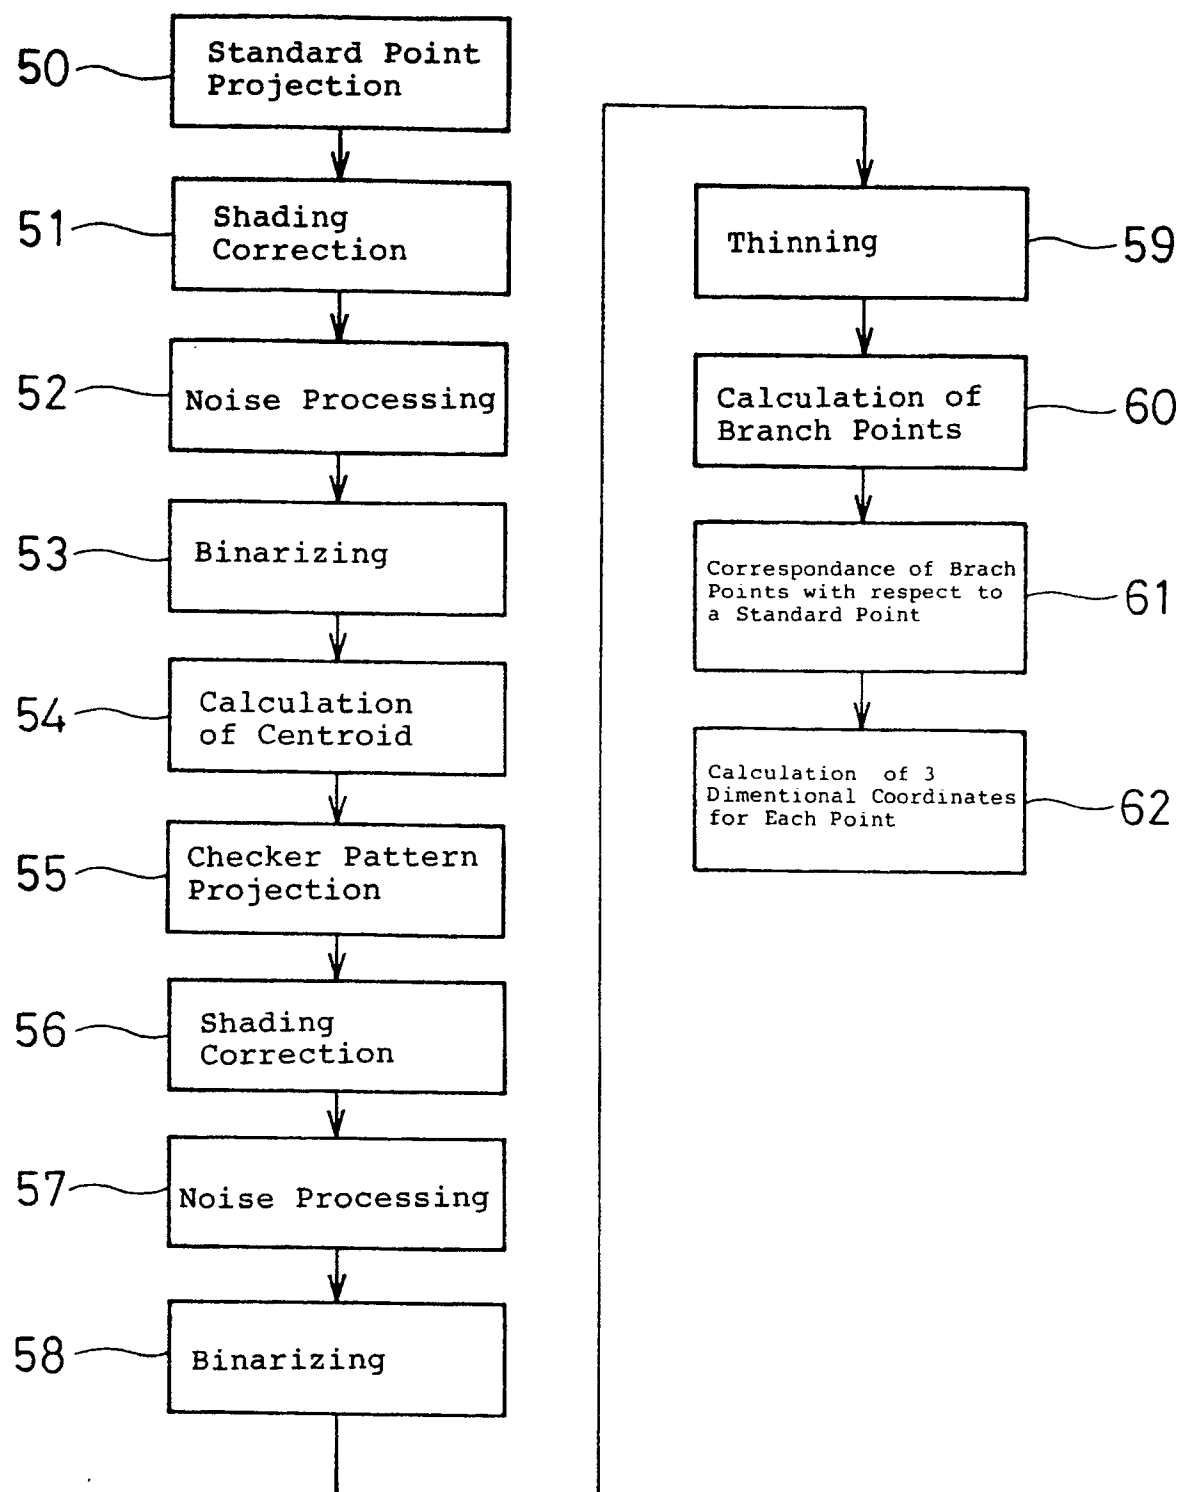 50
Standard Point
Projection
51
Shading
Correction
52
Noise Processing
53
Binarizing
54
Calculation
of Centroid
55
Checker Pattern
Projection
56
Shading
Correction
57
Noise Processing
58
Binarizing
Thinning
59
Calculation of
Branch Points
60
Correspondance of Brach
Points with respect to
a Standard Point
61
Calculation of 3
Dimentional Coordinates
for Each Point
62